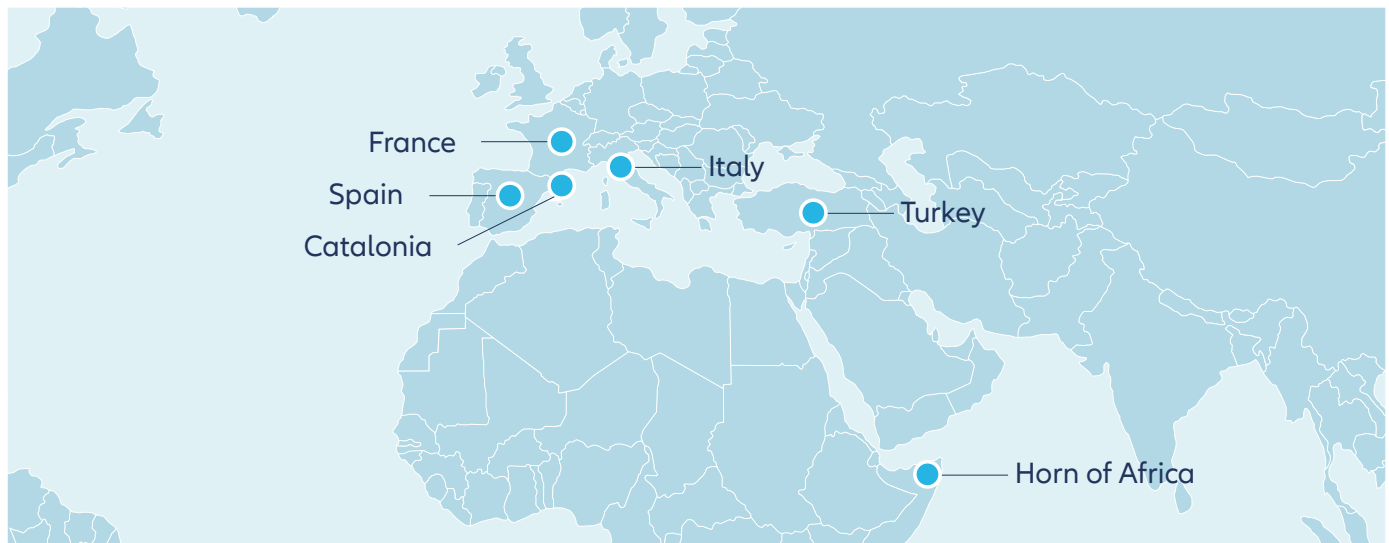 France
Italy
Spain
Turkey
Catalonia
Horn of Africa